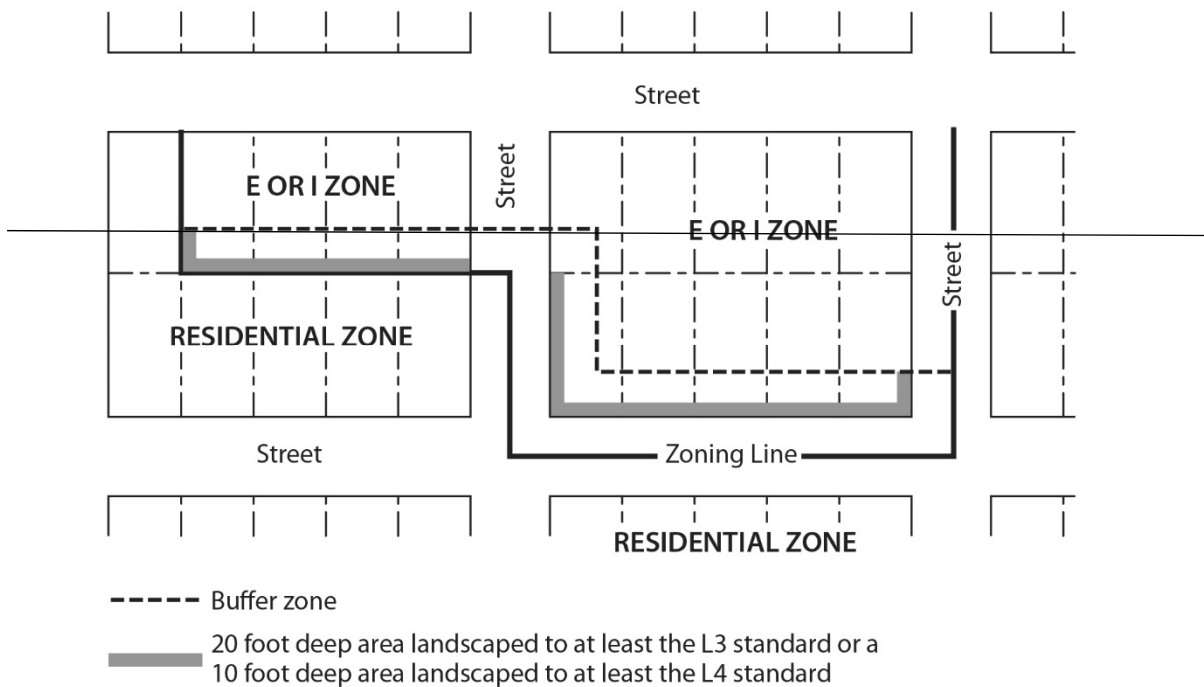 Street
E OR I ZONE
Street
E OR I ZONE
Street
RESIDENTIAL ZONE
Street
Zoning Line
RESIDENTIAL ZONE
Buffer zone
20 foot deep area landscaped to at least the L3 standard or a
10 foot deep area landscaped to at least the L4 standard